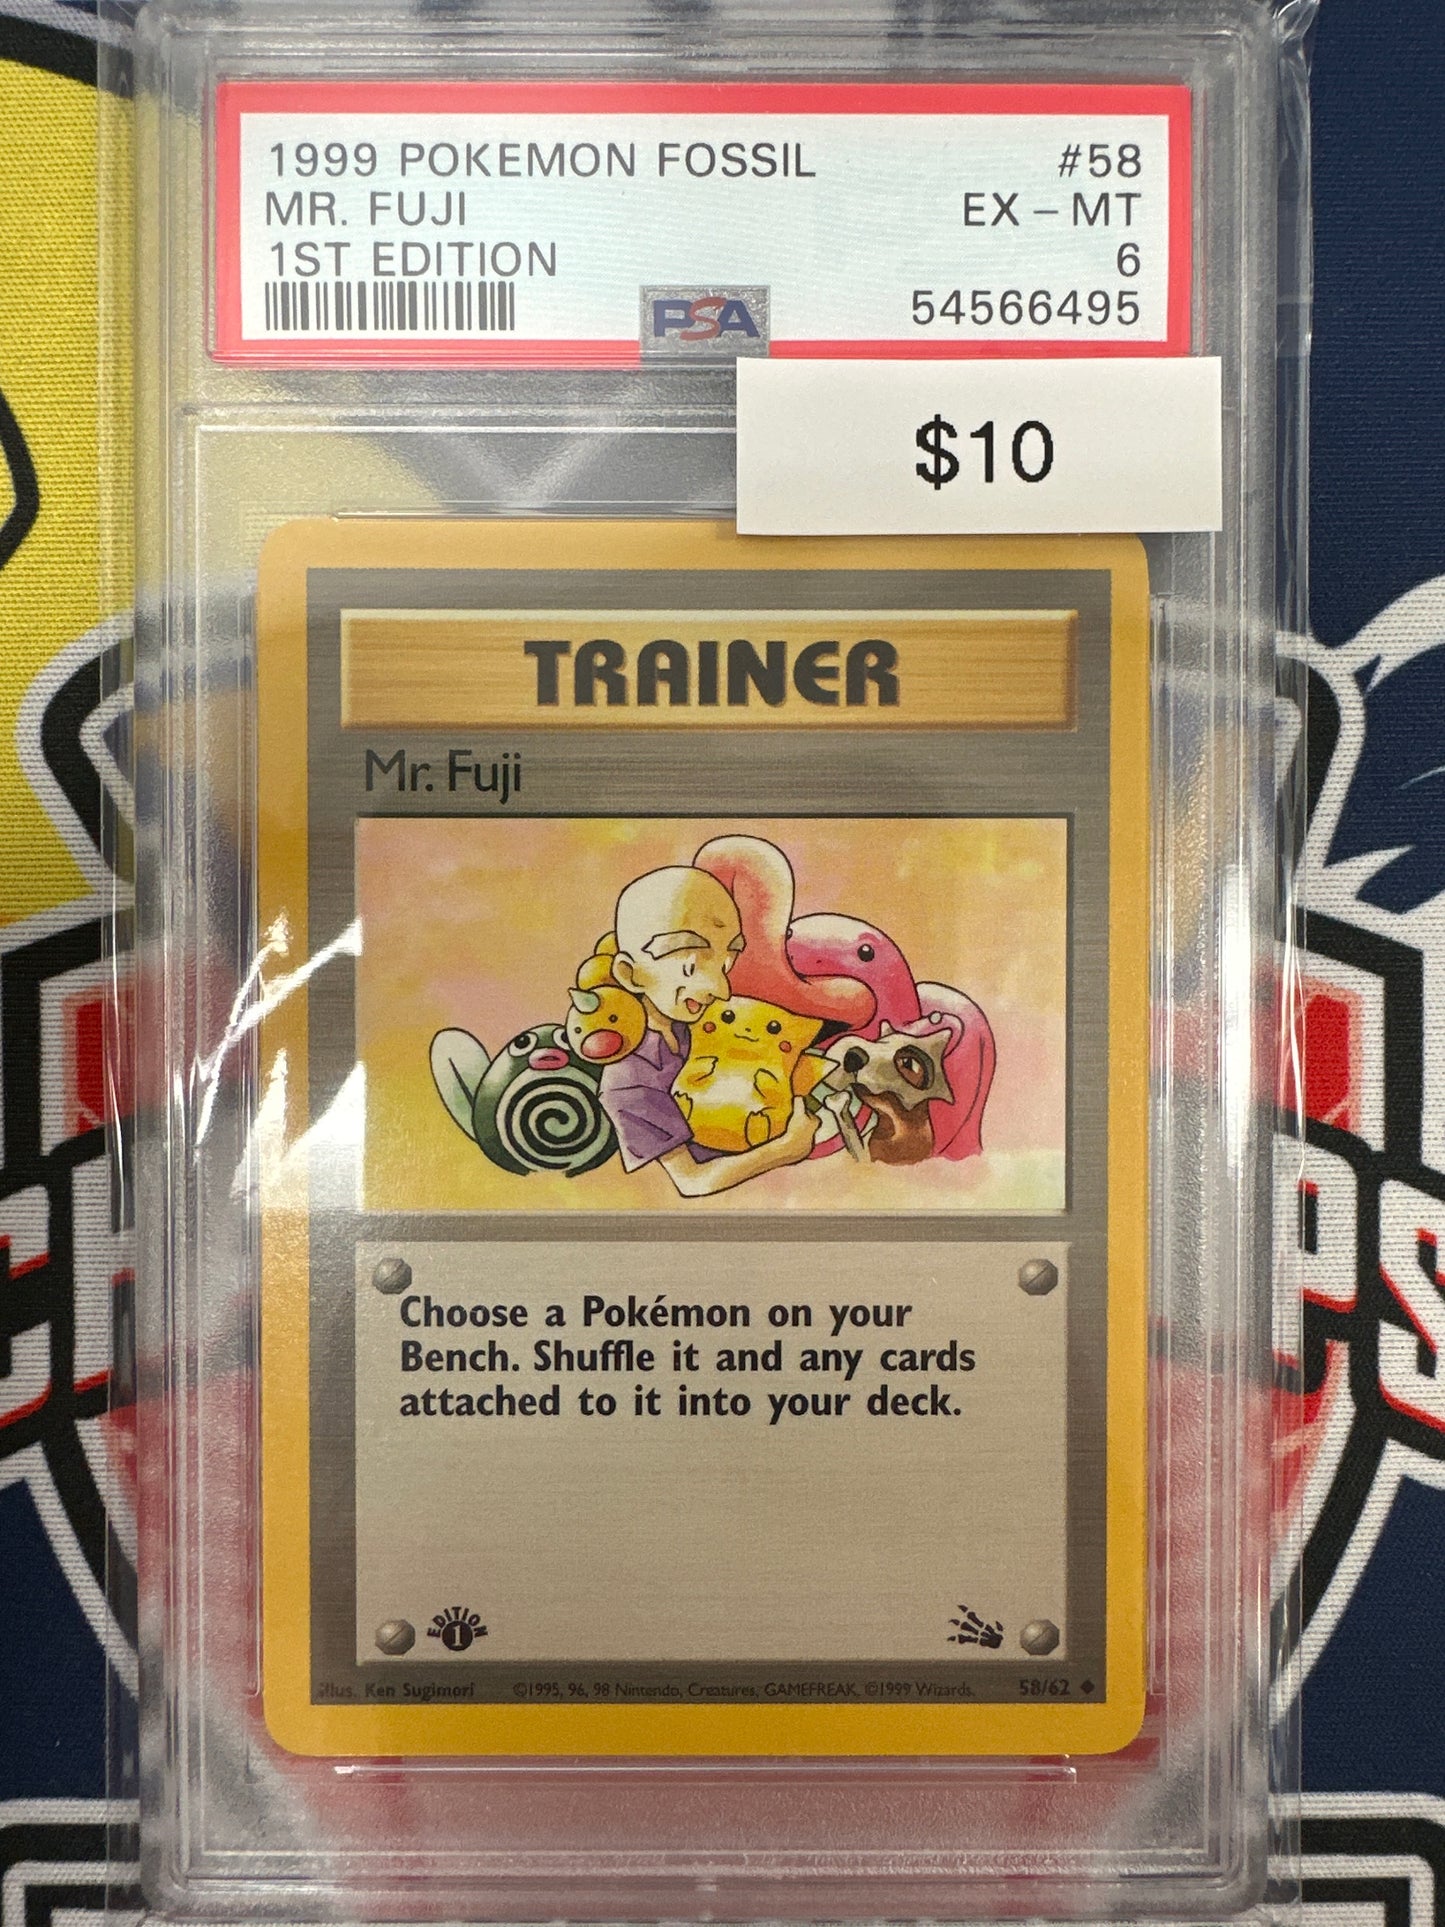 1999 POKEMON FOSSIL #58
MR. FUJI EX - MT
1ST EDITION 6
PSA 54566495
$10
TRAINER
Mr. Fuji
Choose a Pokémon on your
Bench. Shuffle it and any cards
attached to it into your deck.
EDITION 1
illus. Ken Sugimori ©1995, 96, 98 Nintendo, Creatures, GAMEFREAK. ©1999 Wizards. 58/62